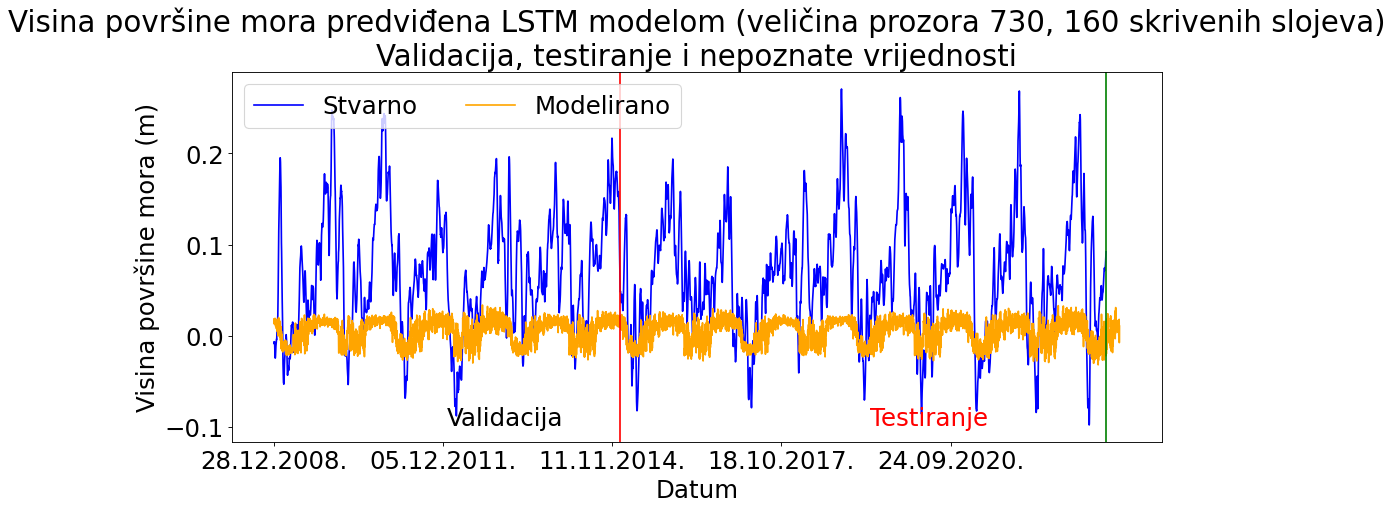 Visina površine mora predviđena LSTM modelom (veličina prozora 730, 160 skrivenih slojeva)
Validacija, testiranje i nepoznate vrijednosti
Stvarno Modelirano
Visina površine mora (m)
0.2
0.1
0.0
−0.1
Validacija Testiranje
28.12.2008. 05.12.2011. 11.11.2014. 18.10.2017. 24.09.2020.
Datum